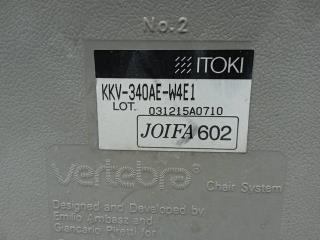 No.2
ITOKI
KKV-340AE-W4E1
LOT. 031215A0710
JOIFA 602
vertebra Chair System
Designed and Developed by
Emilio Ambasz and
Giancarlo Piretti for